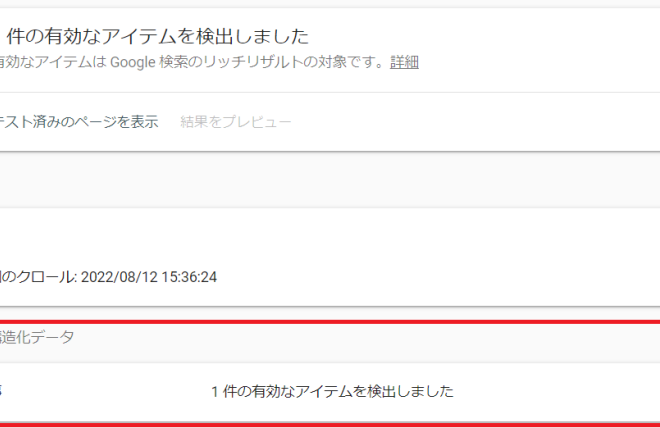 件の有効なアイテムを検出しました
有効なアイテムは Google 検索のリッチリザルトの対象です。詳細
テスト済みのページを表示 結果をプレビュー
のクロール: 2022/08/12 15:36:24
構造化データ
1 件の有効なアイテムを検出しました